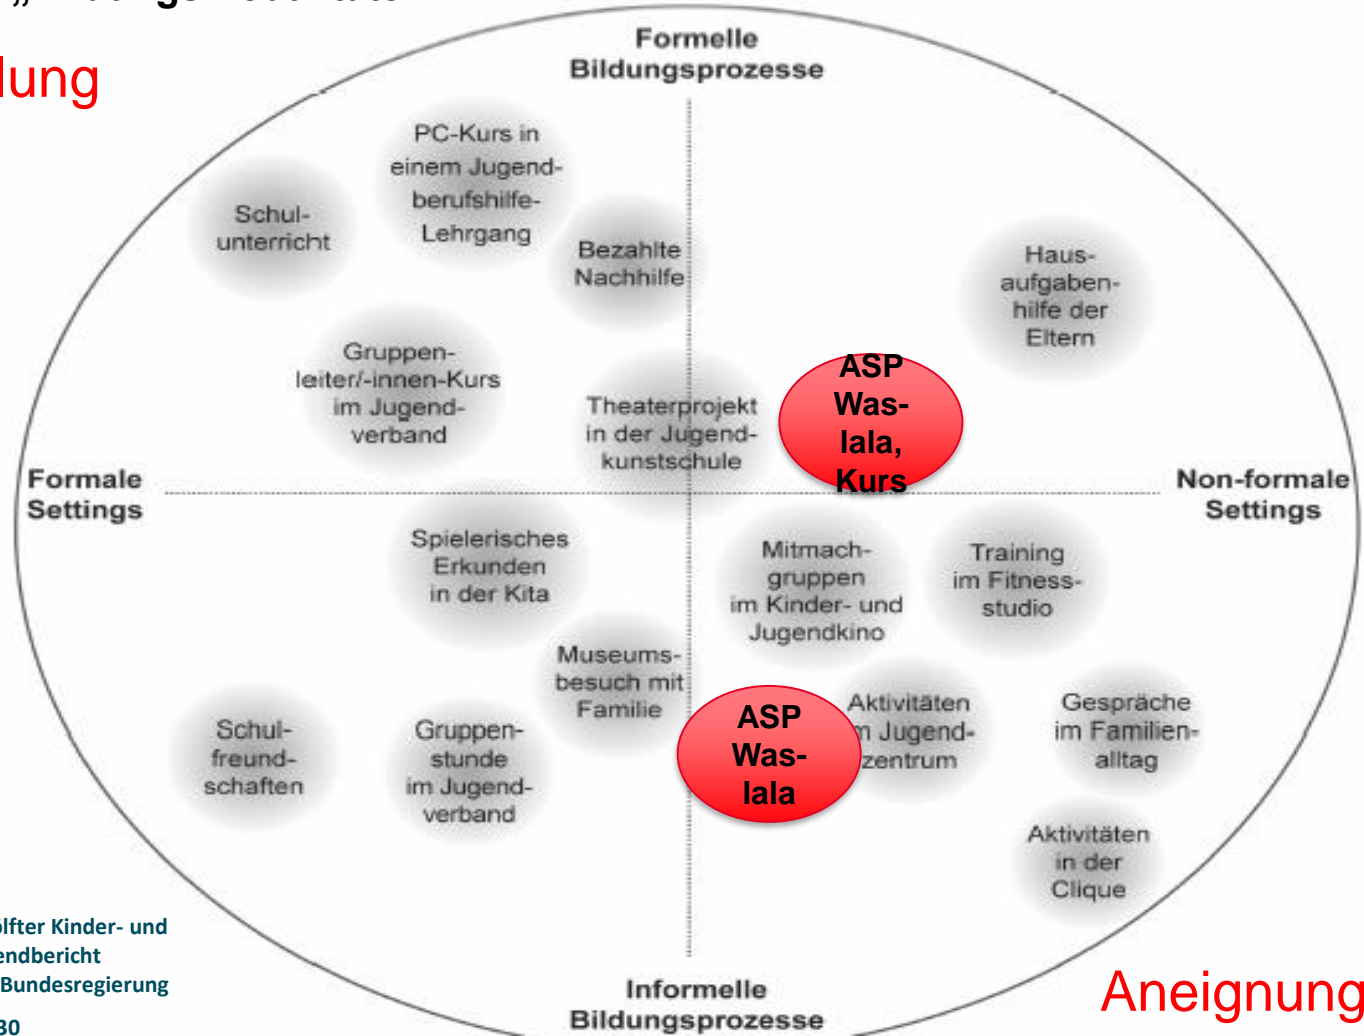 Formelle
Bildungsprozesse
PC-Kurs in
einem Jugend-
berufshilfe-
Lehrgang
Schul-
unterricht
Bezahlte
Nachhilfe
Haus-
aufgaben-
hilfe der
Eltern
Gruppen-
leiter/-innen-Kurs
im Jugend-
verband
Theaterprojekt
in der Jugend-
kunstschule
ASP
Was-
lala,
Kurs
Formale
Settings
Non-formale
Settings
Spielerisches
Erkunden
in der Kita
Mitmach-
gruppen
im Kinder- und
Jugendkino
Training
im Fitness-
studio
Museums-
besuch mit
Familie
Schul-
freund-
schaften
Gruppen-
stunde
im Jugend-
verband
ASP
Was-
lala
Aktivitäten
Jugend-
zentrum
Gespräche
im Familien-
alltag
Aktivitäten
in der
Clique
Kinder- und
Bundesregierung
30
Informelle
Bildungsprozesse
Aneignung